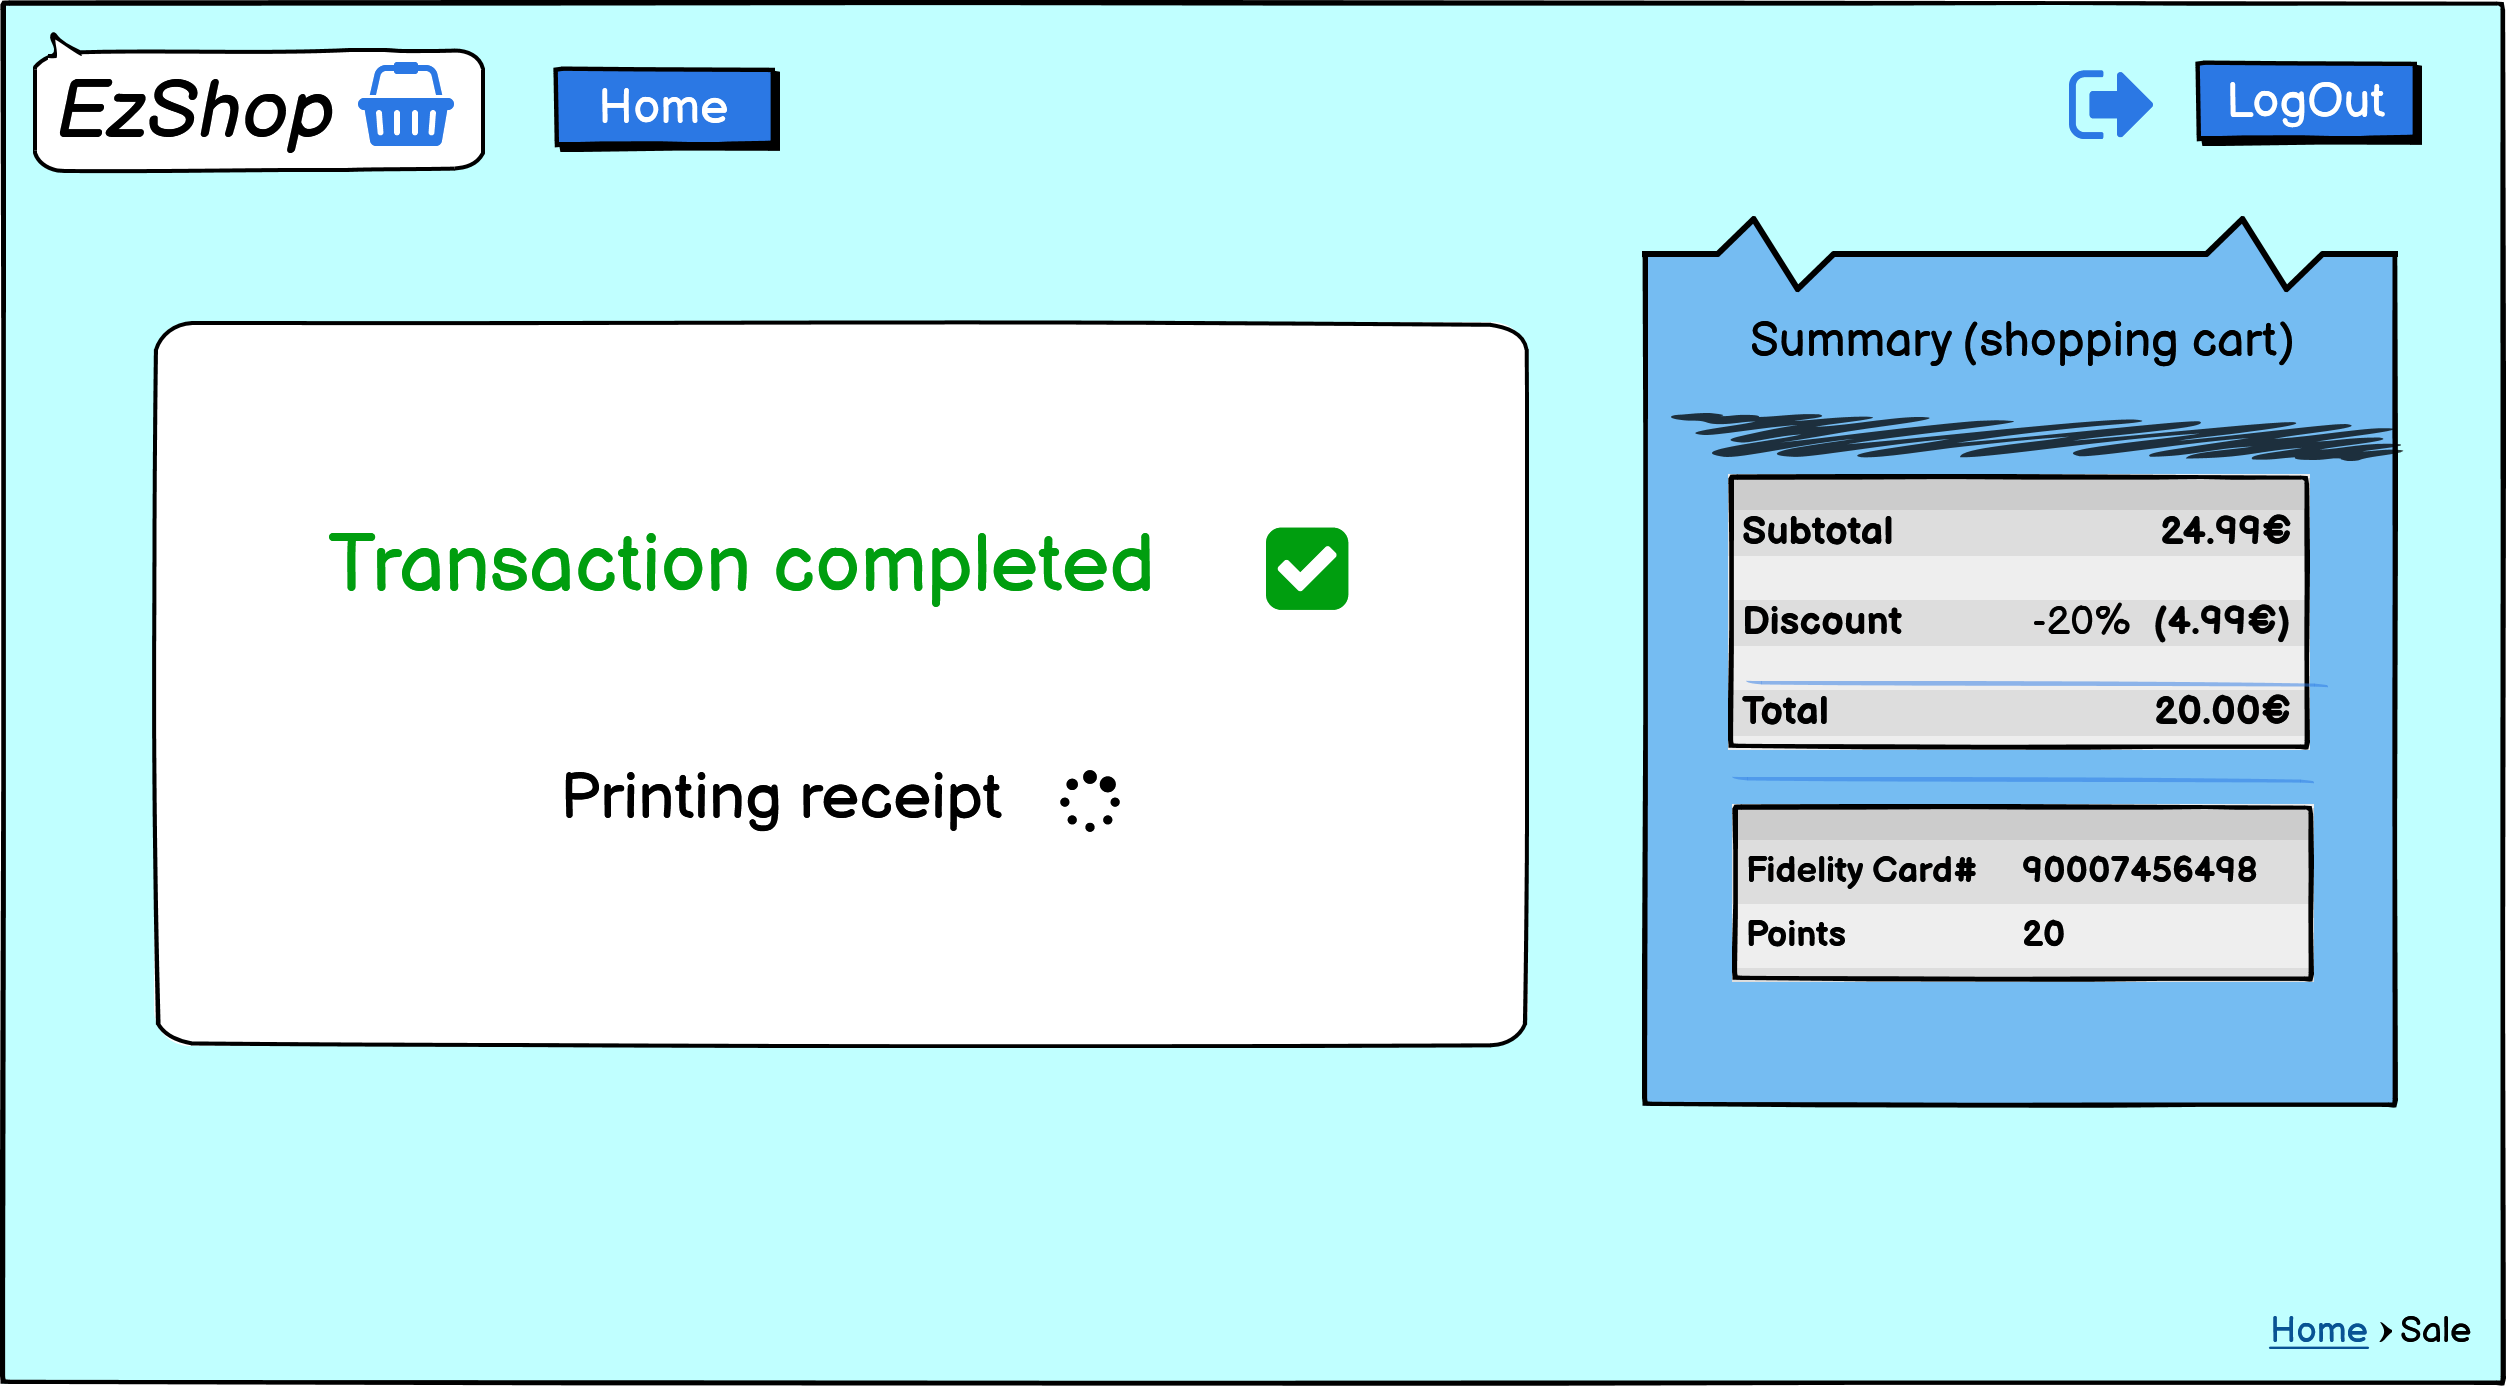 EzShop
Home
LogOut
Summary (shopping cart)
Subtotal 24.99€
Discount -20% (4.99€)
Total 20.00€
Transaction completed
Printing receipt
Fidelity Card# 90007456498
Points 20
Home › Sale